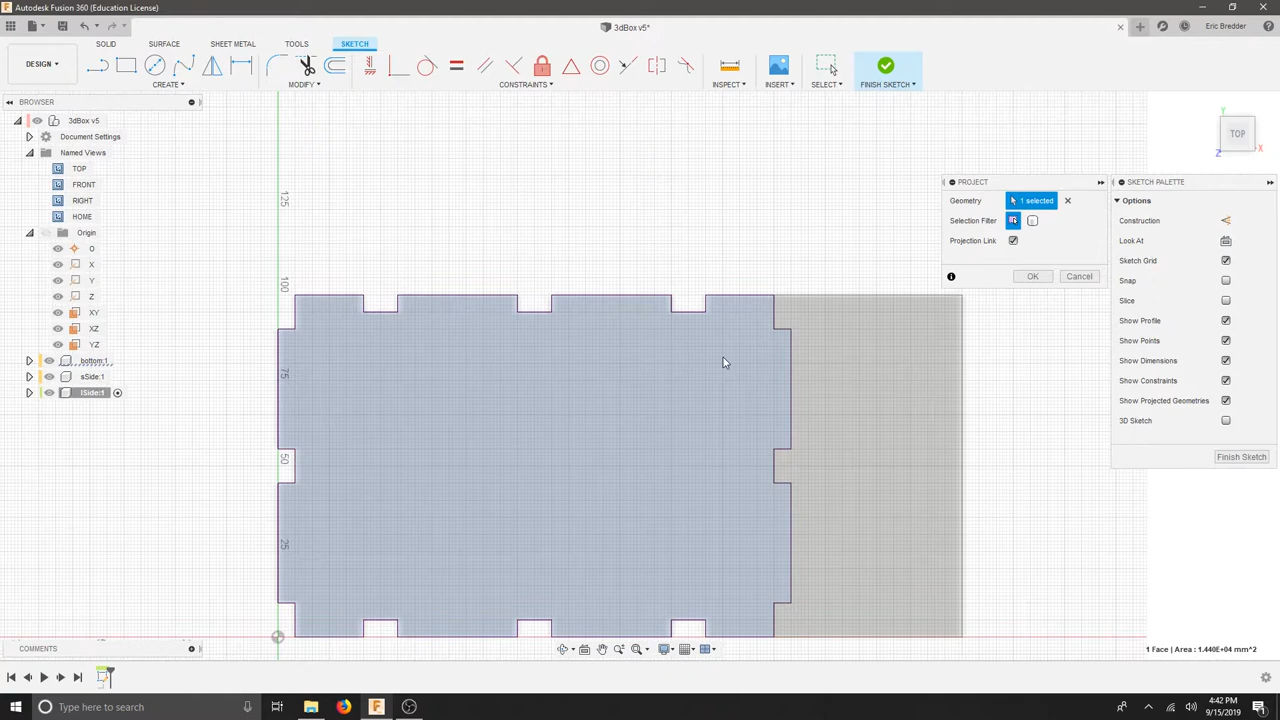 Autodesk Fusion 360 (Education License)
3dBox v5*
Eric Bredder
DESIGN
SOLID
SURFACE
SHEET METAL
TOOLS
SKETCH
CREATE
MODIFY
CONSTRAINTS
INSPECT
INSERT
SELECT
FINISH SKETCH
BROWSER
3dBox v5
Document Settings
Named Views
TOP
FRONT
RIGHT
HOME
Origin
O
X
Y
Z
XY
XZ
YZ
bottom:1
sSide:1
lSide:1
125
100
75
50
25
Y
TOP
X
Z
PROJECT
Geometry
1 selected
Selection Filter
Projection Link
OK
Cancel
SKETCH PALETTE
Options
Construction
Look At
Sketch Grid
Snap
Slice
Show Profile
Show Points
Show Dimensions
Show Constraints
Show Projected Geometries
3D Sketch
Finish Sketch
COMMENTS
1 Face | Area : 1.440E+04 mm^2
Type here to search
4:42 PM
9/15/2019